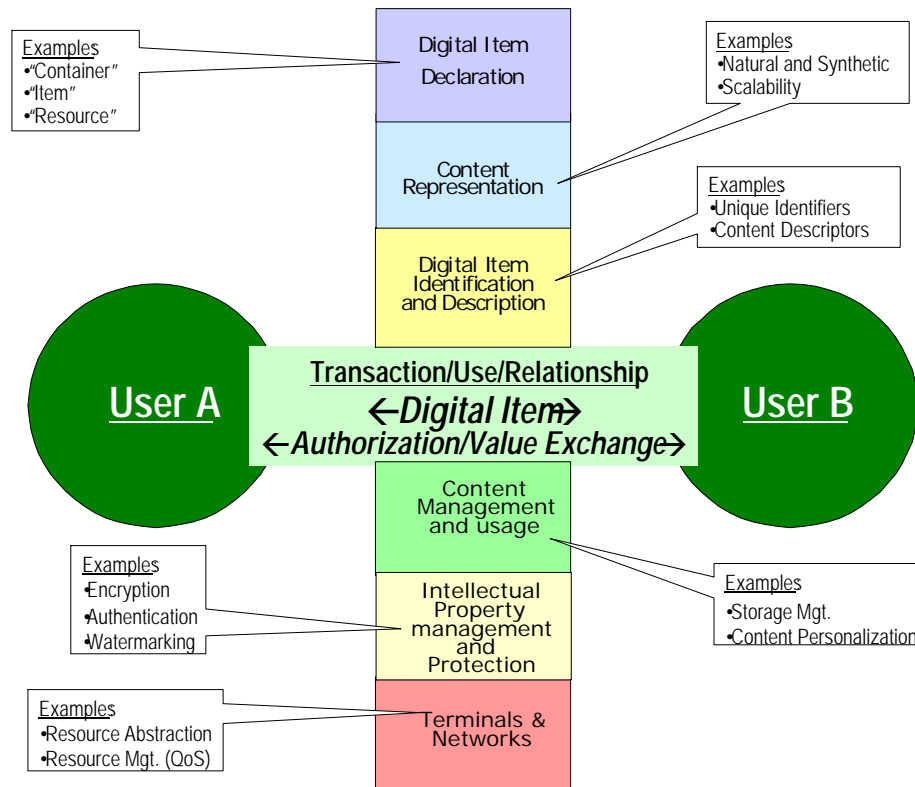 Examples
•"Container"
•"Item"
•"Resource"
Digital Item
Declaration
Examples
•Natural and Synthetic
•Scalability
Content
Representation
Examples
•Unique Identifiers
•Content Descriptors
Digital Item
Identification
and Description
User A
Transaction/Use/Relationship
←Digital Item→
←Authorization/Value Exchange→
User B
Content
Management
and usage
Examples
•Storage Mgt.
•Content Personalization
Examples
•Encryption
•Authentication
•Watermarking
Intellectual
Property
management
and
Protection
Examples
•Resource Abstraction
•Resource Mgt. (QoS)
Terminals &
Networks